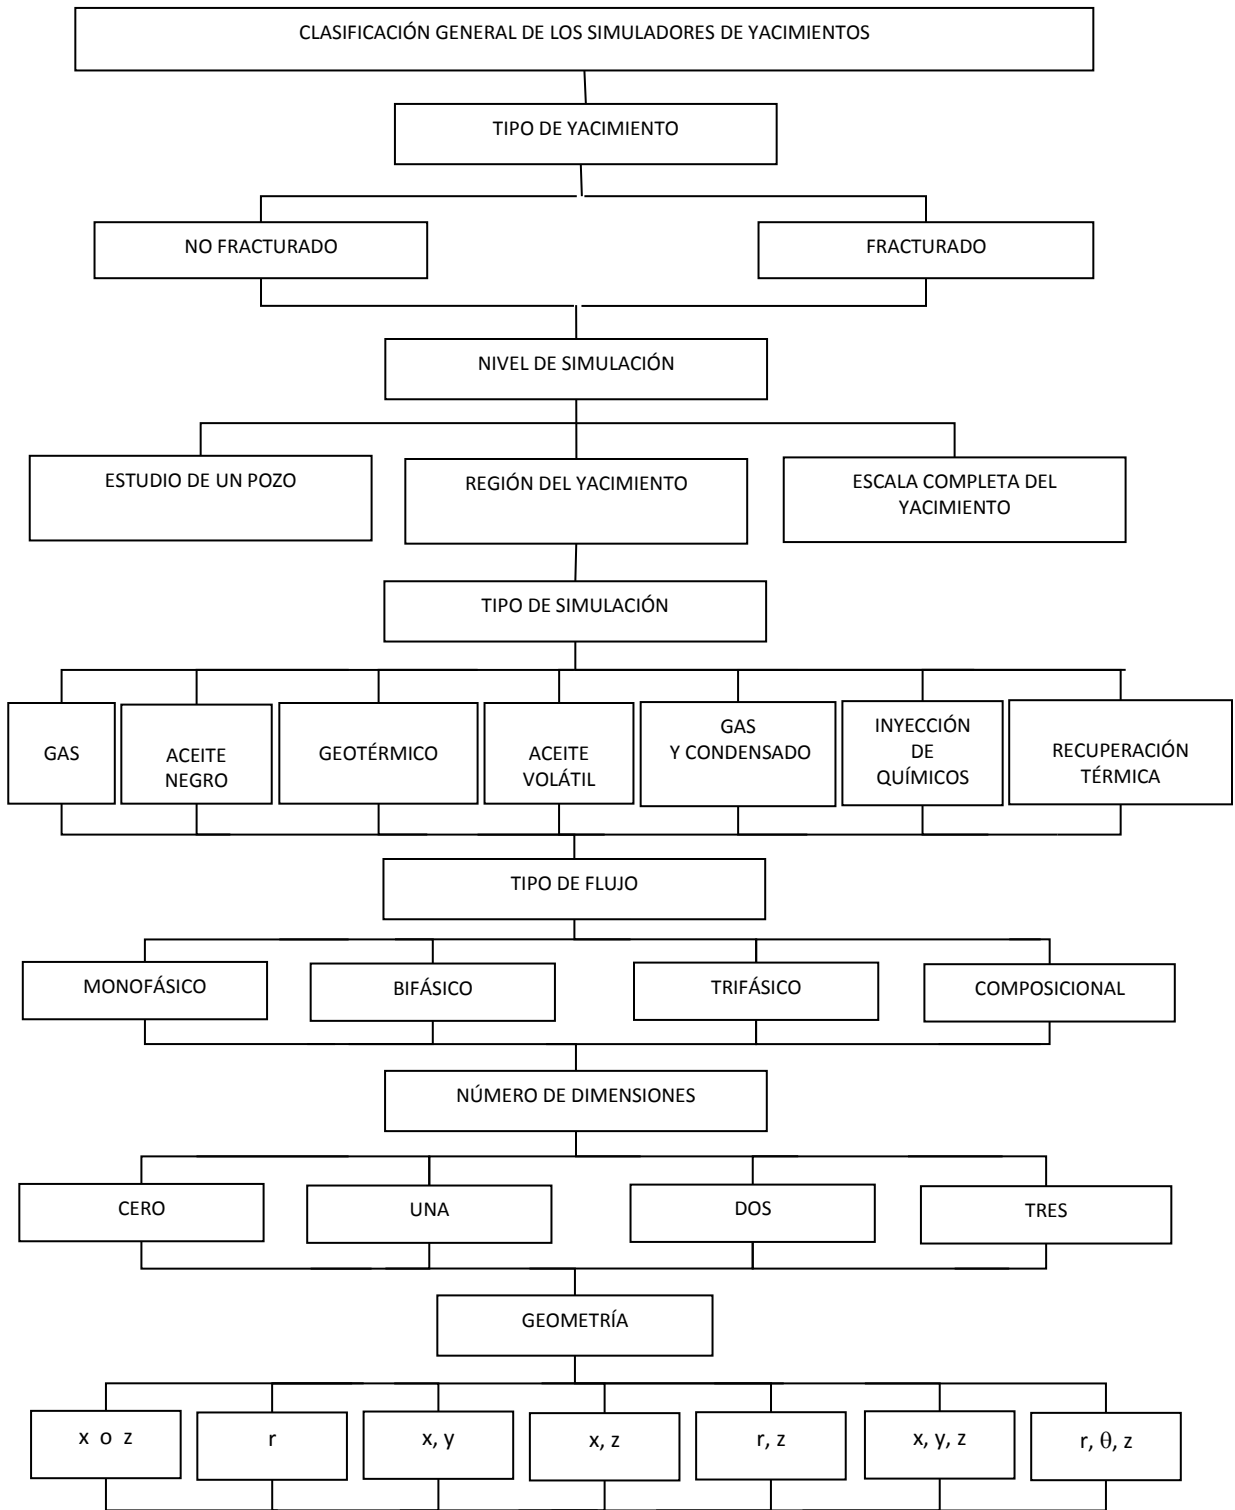 CLASIFICACIÓN GENERAL DE LOS SIMULADORES DE YACIMIENTOS
TIPO DE YACIMIENTO
NO FRACTURADO
FRACTURADO
NIVEL DE SIMULACIÓN
ESTUDIO DE UN POZO
REGIÓN DEL YACIMIENTO
ESCALA COMPLETA DEL
YACIMIENTO
TIPO DE SIMULACIÓN
GAS
ACEITE
NEGRO
GEOTÉRMICO
ACEITE
VOLÁTIL
GAS
Y CONDENSADO
INYECCIÓN
DE
QUÍMICOS
RECUPERACIÓN
TÉRMICA
TIPO DE FLUJO
MONOFÁSICO
BIFÁSICO
TRIFÁSICO
COMPOSICIONAL
NÚMERO DE DIMENSIONES
CERO
UNA
DOS
TRES
GEOMETRÍA
x o z
r
x, y
x, z
r, z
x, y, z
r, θ, z